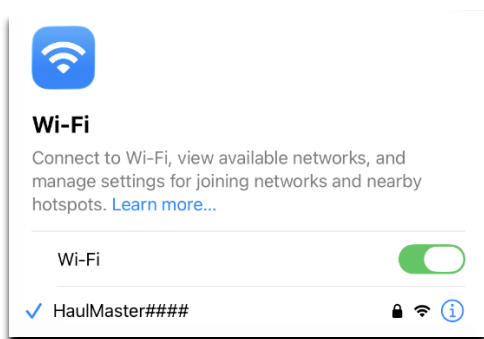 Wi-Fi
Connect to Wi-Fi, view available networks, and
manage settings for joining networks and nearby
hotspots. Learn more...
Wi-Fi
HaulMaster####